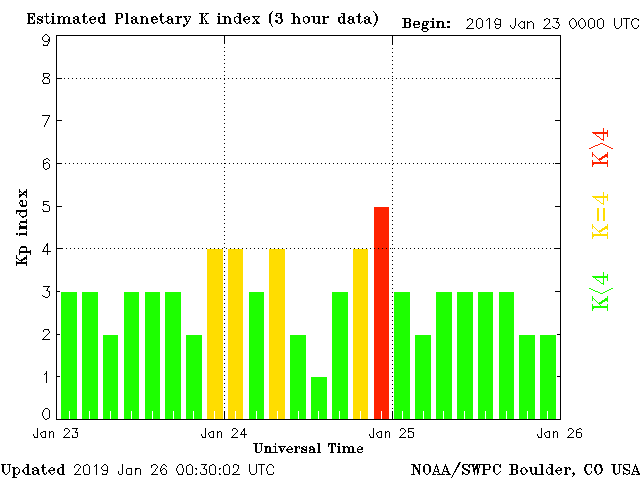 Estimated Planetary K index (3 hour data) Begin: 2019 Jan 23 0000 UTC
9
8
7
6
5
4
3
2
1
0
Kp index
K>4
K=4
K<4
Jan 23 Jan 24 Jan 25 Jan 26
Universal Time
Updated 2019 Jan 26 00:30:02 UTC NOAA/SWPC Boulder, CO USA